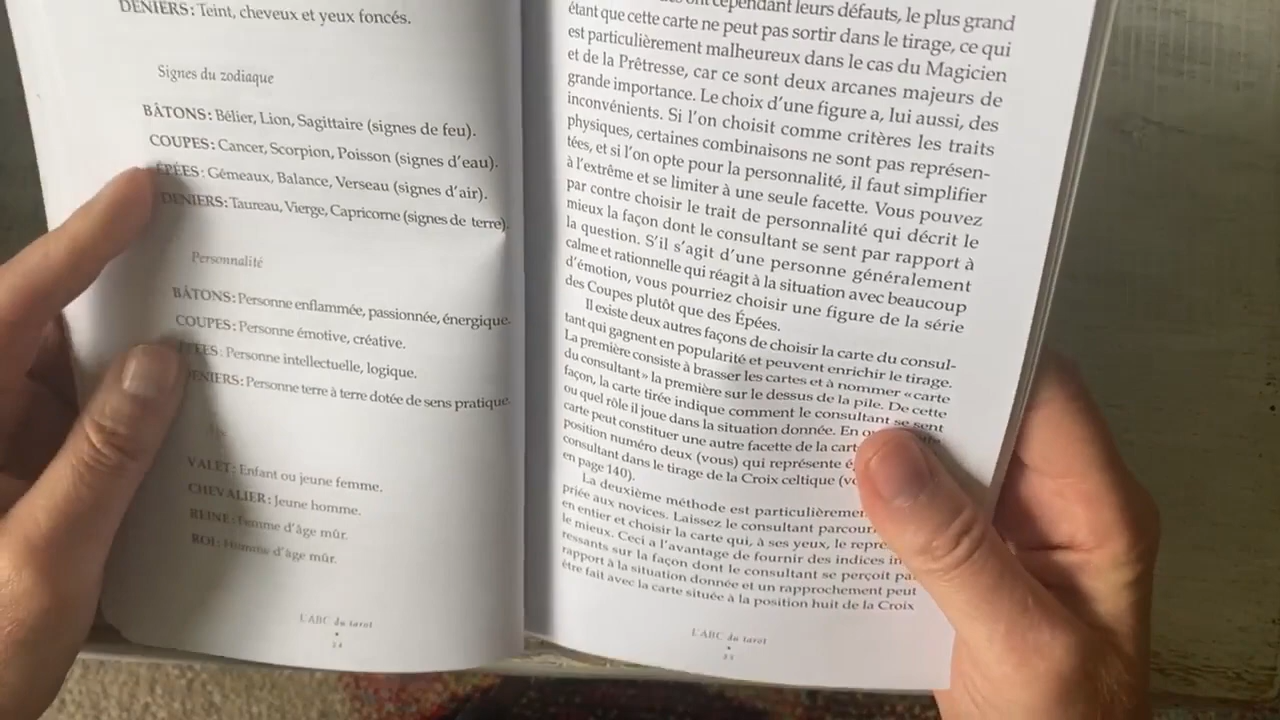 DENIERS : Teint, cheveux et yeux foncés.
Signes du zodiaque
BÂTONS : Bélier, Lion, Sagittaire (signes de feu).
COUPES : Cancer, Scorpion, Poisson (signes d'eau).
ÉPÉES : Gémeaux, Balance, Verseau (signes d'air).
DENIERS : Taureau, Vierge, Capricorne (signes de terre).
Personnalité
BÂTONS : Personne enflammée, passionnée, énergique.
COUPES : Personne émotive, créative.
ÉPÉES : Personne intellectuelle, logique.
DENIERS : Personne terre à terre dotée de sens pratique.
VALET : Enfant ou jeune femme.
CHEVALIER : Jeune homme.
REINE : Femme d'âge mûr.
ROI : Homme d'âge mûr.
L'ABC du tarot
cependant leurs défauts, le plus grand
étant que cette carte ne peut pas sortir dans le tirage, ce qui
est particulièrement malheureux dans le cas du Magicien
et de la Prêtresse, car ce sont deux arcanes majeurs de
grande importance. Le choix d'une figure a, lui aussi, des
inconvénients. Si l'on choisit comme critères les traits
physiques, certaines combinaisons ne sont pas représen-
tées, et si l'on opte pour la personnalité, il faut simplifier
à l'extrême et se limiter à une seule facette. Vous pouvez
par contre choisir le trait de personnalité qui décrit le
mieux la façon dont le consultant se sent par rapport à
la question. S'il s'agit d'une personne généralement
calme et rationnelle qui réagit à la situation avec beaucoup
d'émotion, vous pourriez choisir une figure de la série
des Coupes plutôt que des Épées.
Il existe deux autres façons de choisir la carte du consul-
tant qui gagnent en popularité et peuvent enrichir le tirage.
La première consiste à brasser les cartes et à nommer « carte
du consultant » la première sur le dessus de la pile. De cette
façon, la carte tirée indique comment le consultant se sent
ou quel rôle il joue dans la situation donnée. En
carte peut constituer une autre facette de la
position numéro deux (vous) qui représente
consultant dans le tirage de la Croix celtique
en page 140).
La deuxième méthode est particulièrement
priée aux novices. Laissez le consultant
en entier et choisir la carte qui, à ses yeux, le
le mieux. Ceci a l'avantage de fournir des indices
ressants sur la façon dont le consultant se perçoit par
rapport à la situation donnée et un rapprochement peut
être fait avec la carte située à la position huit de la Croix
L'ABC du tarot